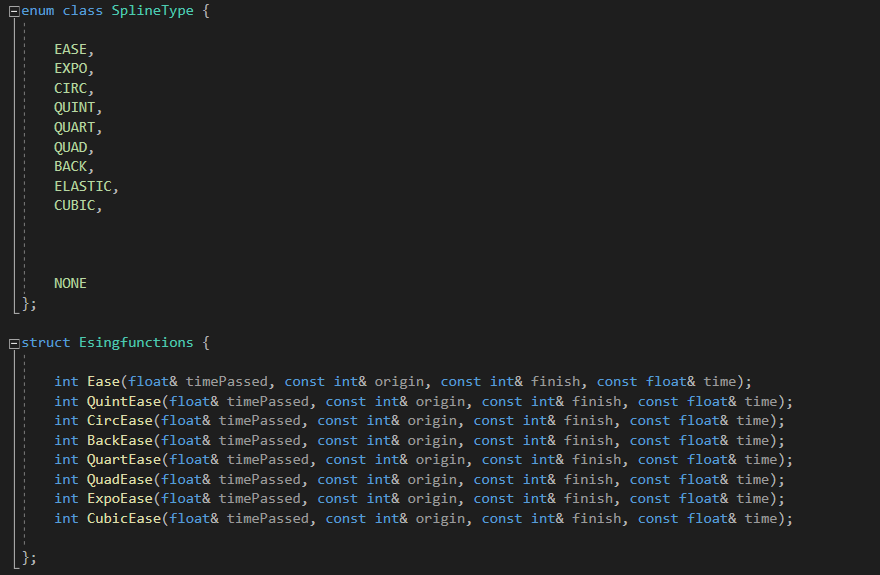 enum class SplineType {
EASE,
EXPO,
CIRC,
QUINT,
QUART,
QUAD,
BACK,
ELASTIC,
CUBIC,
NONE
};
struct Esingfunctions {
int Ease(float& timePassed, const int& origin, const int& finish, const float& time);
int QuintEase(float& timePassed, const int& origin, const int& finish, const float& time);
int CircEase(float& timePassed, const int& origin, const int& finish, const float& time);
int BackEase(float& timePassed, const int& origin, const int& finish, const float& time);
int QuartEase(float& timePassed, const int& origin, const int& finish, const float& time);
int QuadEase(float& timePassed, const int& origin, const int& finish, const float& time);
int ExpoEase(float& timePassed, const int& origin, const int& finish, const float& time);
int CubicEase(float& timePassed, const int& origin, const int& finish, const float& time);
};